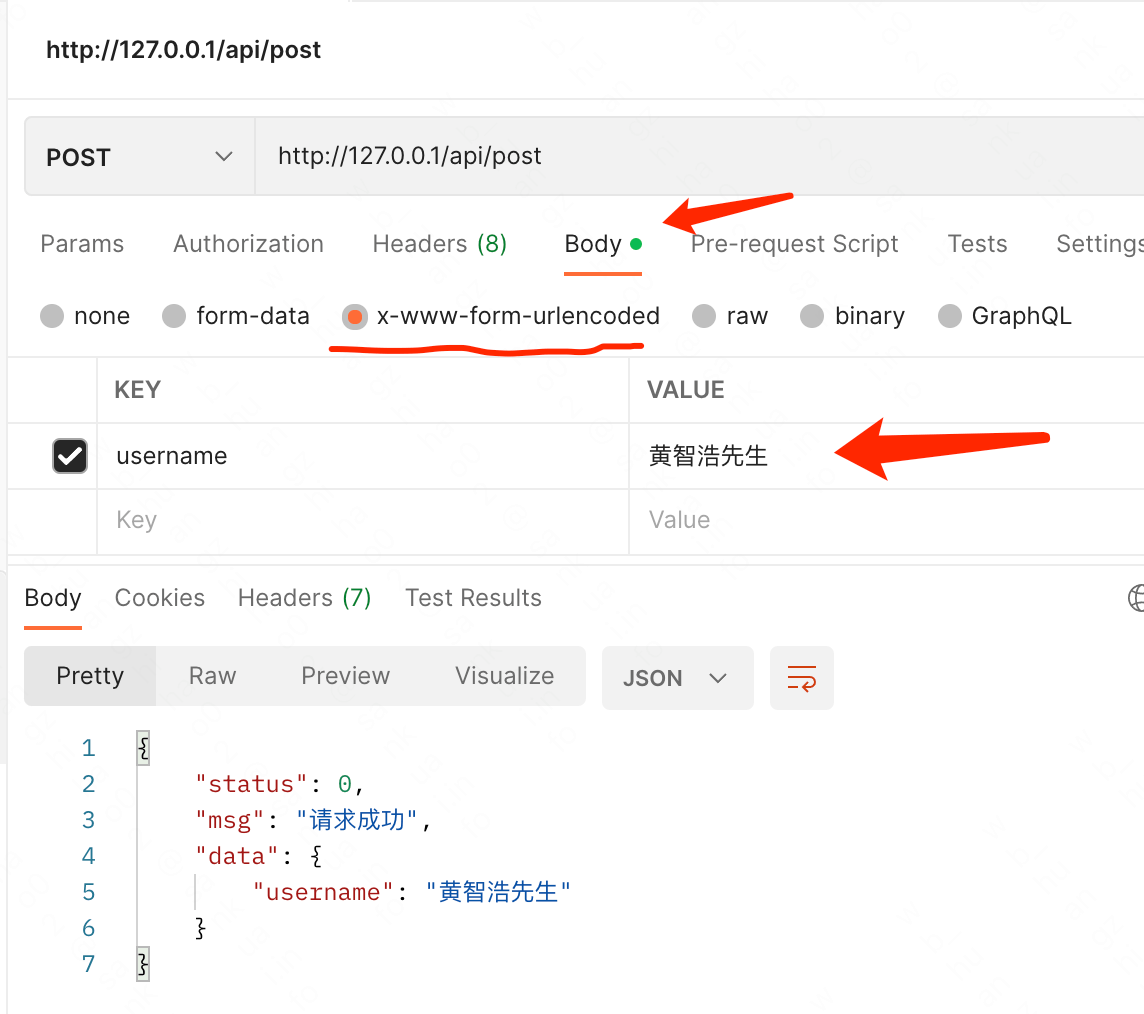 http://127.0.0.1/api/post
POST http://127.0.0.1/api/post
Params Authorization Headers (8) Body Pre-request Script Tests Settings
none form-data x-www-form-urlencoded raw binary GraphQL
KEY VALUE
username 黄智浩先生
Key Value
Body Cookies Headers (7) Test Results
Pretty Raw Preview Visualize JSON
1 {
2 "status": 0,
3 "msg": "请求成功",
4 "data": {
5 "username": "黄智浩先生"
6 }
7 }